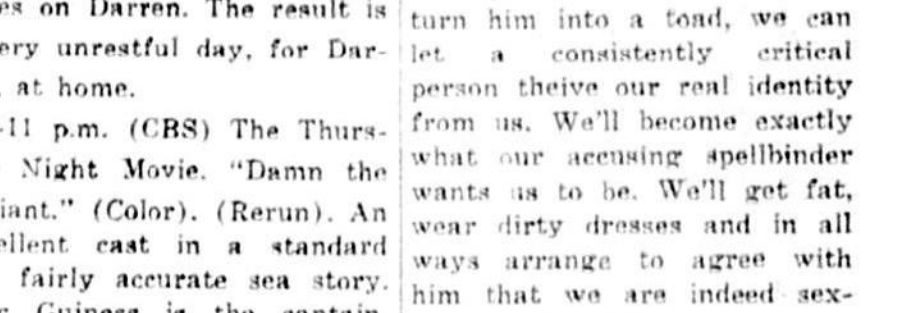 es on Darren. The result is
ery unrestful day, for Dar-
, at home.
-11 p.m. (CBS) The Thurs-
Night Movie. "Damn the
iant." (Color). (Rerun). An
ellent cast in a standard
fairly accurate sea story.
Guiness is the captain
turn him into a toad, we can
let a consistently critical
person theive our real identity
from us. We'll become exactly
what our accusing spellbinder
wants us to be. We'll get fat,
wear dirty dresses and in all
ways arrange to agree with
him that we are indeed sex-